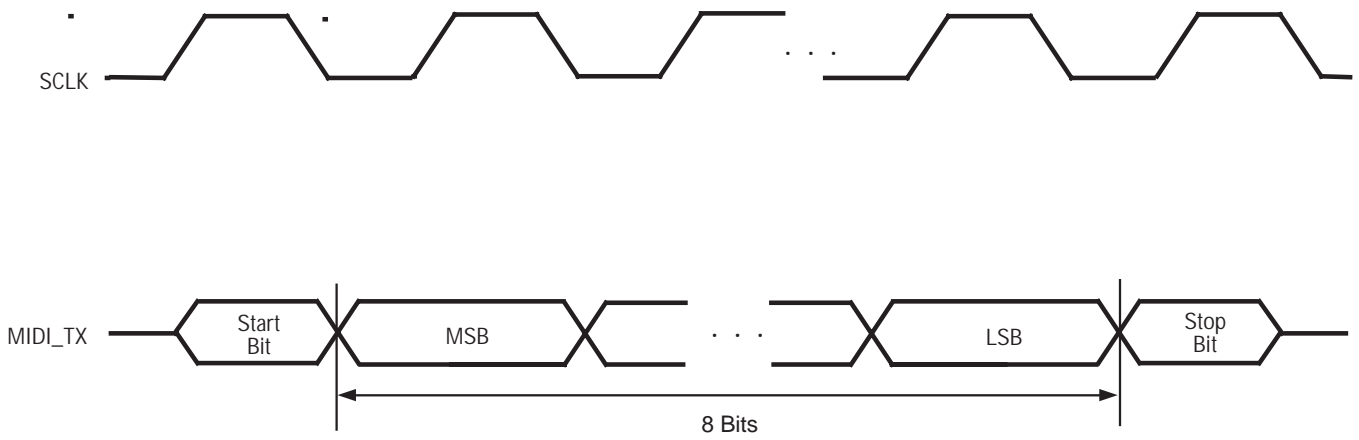 SCLK
. . .
MIDI_TX
Start
Bit
MSB
. . .
LSB
Stop
Bit
8 Bits